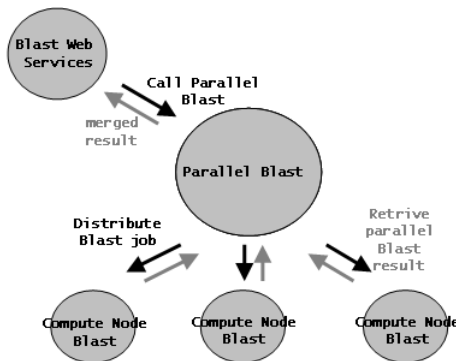 Blast Web
Services
Call Parallel
Blast
merged
result
Parallel Blast
Distribute
Blast job
Retrive
parallel
Blast
result
Compute Node
Blast
Compute Node
Blast
Compute Node
Blast